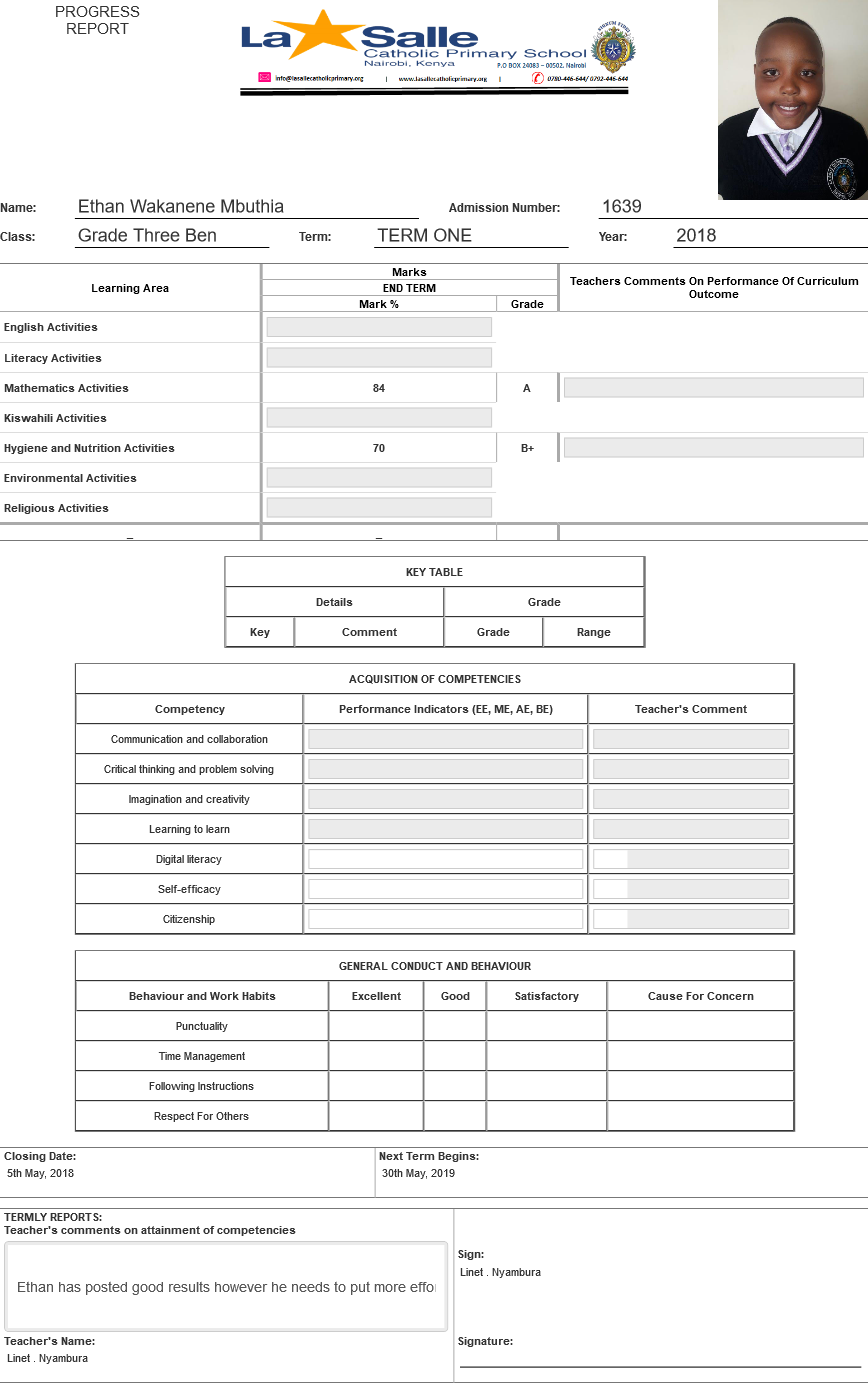 PROGRESS
REPORT
La Salle
Catholic Primary School
Nairobi, Kenya
P.O BOX 24083 – 00502, Nairobi
info@lasallecatholicprimary.org | www.lasallecatholicprimary.org | 0780-446-644/ 0792-446-644
Name: Ethan Wakanene Mbuthia Admission Number: 1639
Class: Grade Three Ben Term: TERM ONE Year: 2018
Learning Area Marks Teachers Comments On Performance Of Curriculum Outcome
END TERM
Mark % Grade
English Activities
Literacy Activities
Mathematics Activities 84 A
Kiswahili Activities
Hygiene and Nutrition Activities 70 B+
Environmental Activities
Religious Activities
_ _
KEY TABLE
Details Grade
Key Comment Grade Range
ACQUISITION OF COMPETENCIES
Competency Performance Indicators (EE, ME, AE, BE) Teacher's Comment
Communication and collaboration
Critical thinking and problem solving
Imagination and creativity
Learning to learn
Digital literacy
Self-efficacy
Citizenship
GENERAL CONDUCT AND BEHAVIOUR
Behaviour and Work Habits Excellent Good Satisfactory Cause For Concern
Punctuality
Time Management
Following Instructions
Respect For Others
Closing Date: Next Term Begins:
5th May, 2018 30th May, 2019
TERMLY REPORTS:
Teacher's comments on attainment of competencies
Sign:
Linet . Nyambura
Ethan has posted good results however he needs to put more effo
Teacher's Name: Signature:
Linet . Nyambura